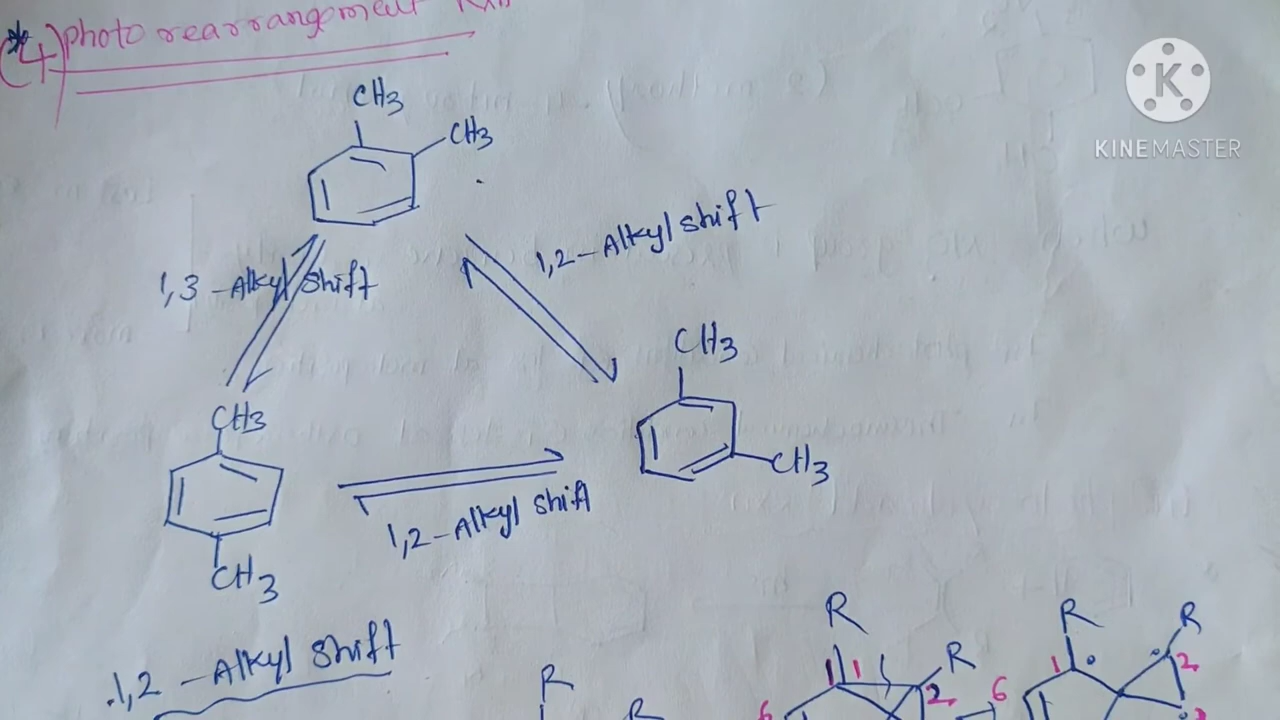 (4) photo rearrangement
CH3
CH3
1,3-Alkyl shift
1,2-Alkyl shift
CH3
CH3
CH3
1,2-Alkyl shift
CH3
1,2-Alkyl shift
R
R
R
R
R
R
1
1
2
6
6
2
K
KINEMASTER